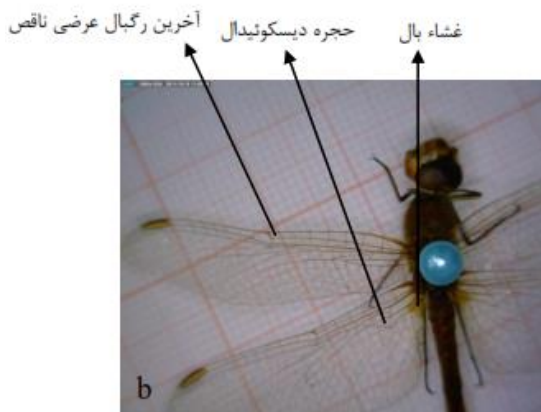 غشاء بال
حجره دیسکوئیدال
آخرین رگبال عرضی ناقص
b